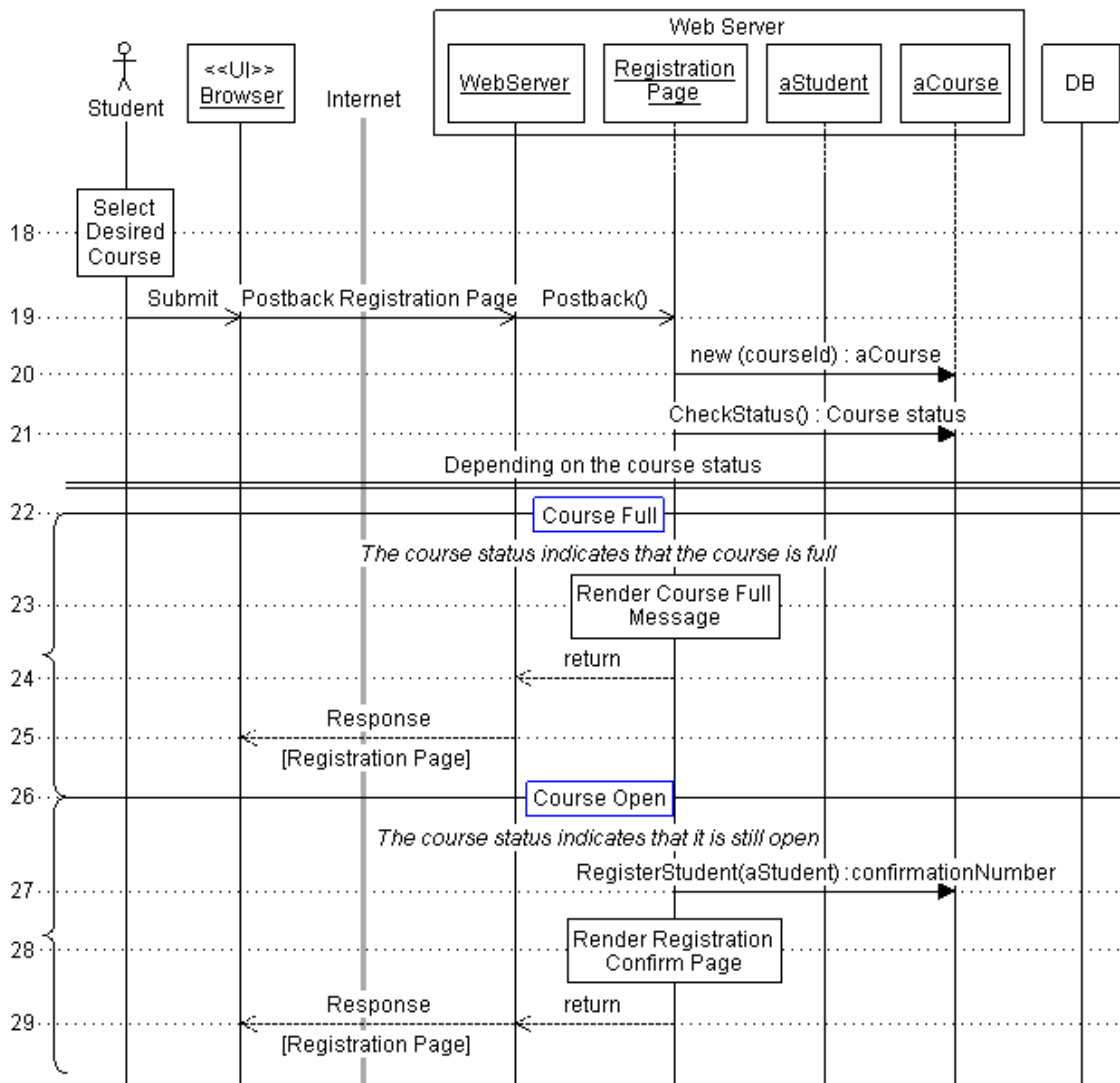 Web Server
<<UI>>
Browser
Student
Internet
WebServer
Registration
Page
aStudent
aCourse
DB
Select
Desired
Course
18
Submit
Postback Registration Page
Postback()
19
new (courseId) : aCourse
20
CheckStatus() : Course status
21
Depending on the course status
22
Course Full
The course status indicates that the course is full
Render Course Full
Message
23
return
24
Response
25
[Registration Page]
26
Course Open
The course status indicates that it is still open
RegisterStudent(aStudent) :confirmationNumber
27
Render Registration
Confirm Page
28
Response
return
29
[Registration Page]